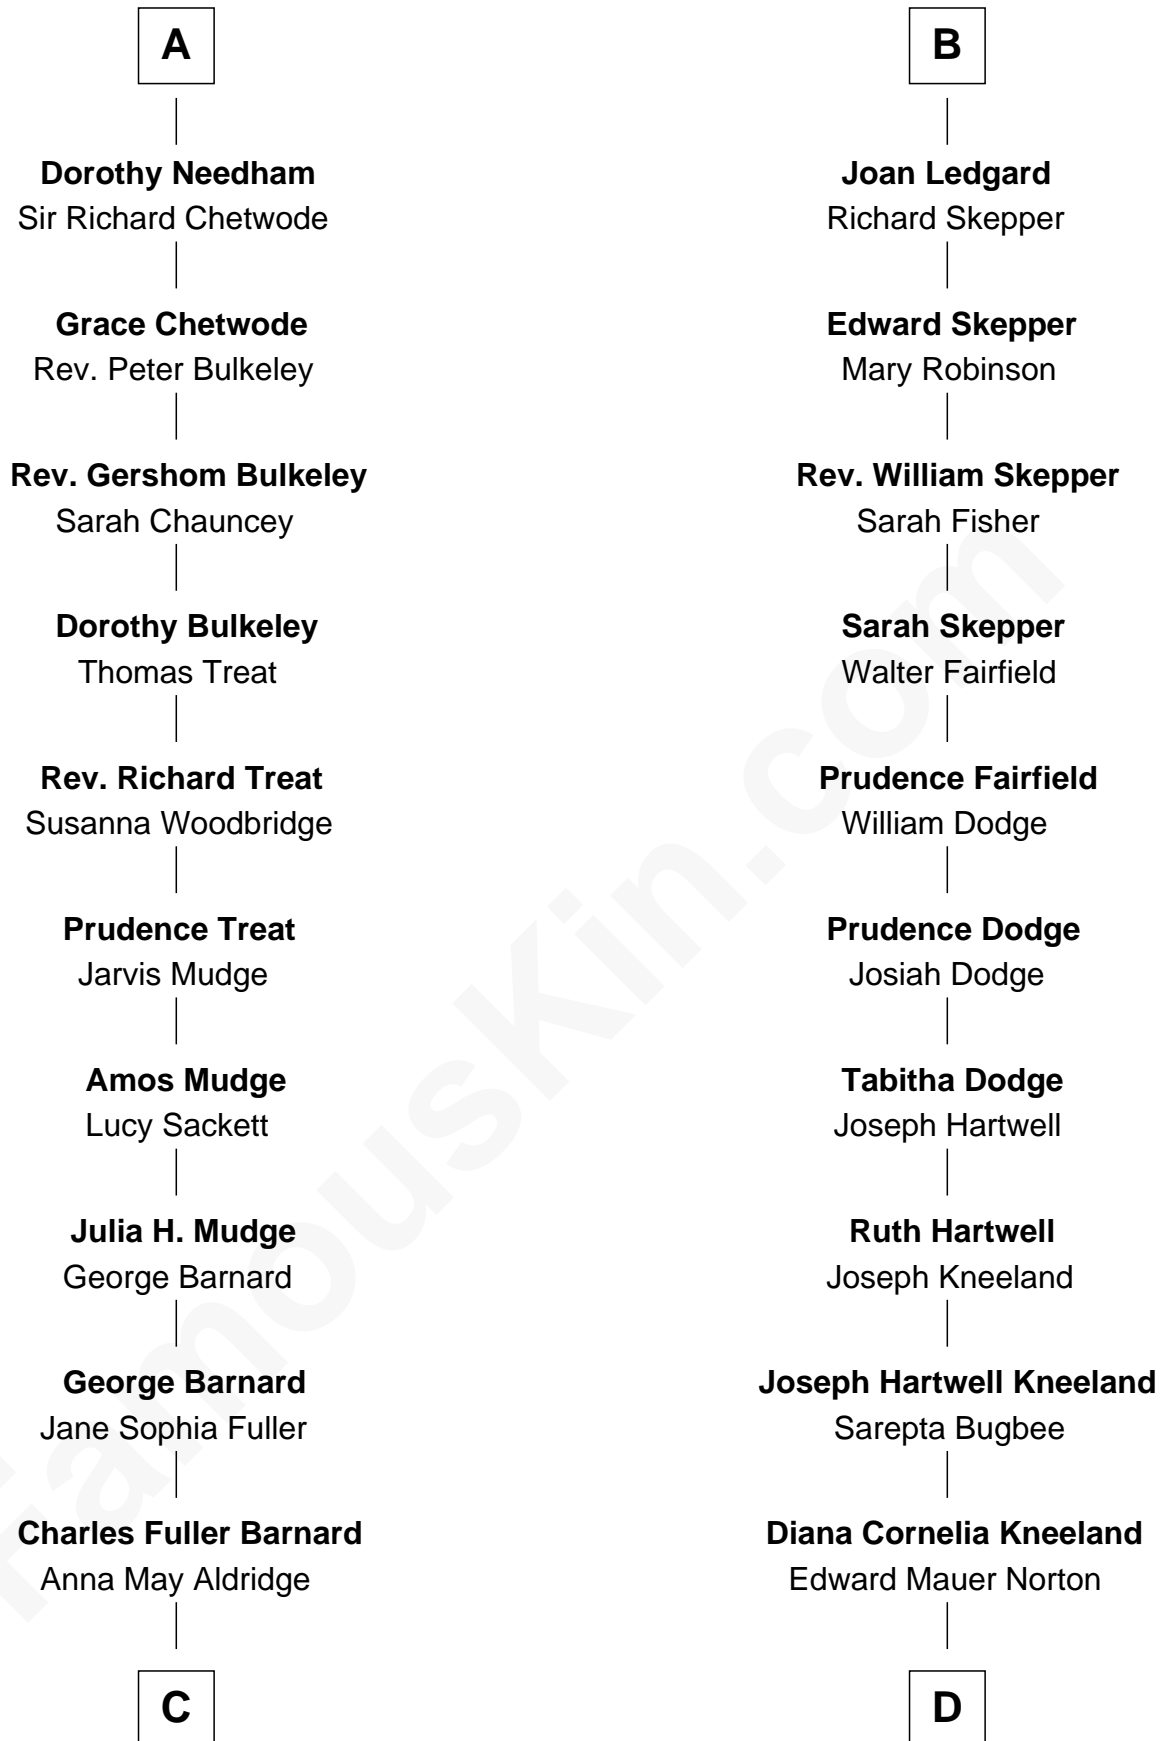 A
Dorothy Needham
Sir Richard Chetwode
Grace Chetwode
Rev. Peter Bulkeley
Rev. Gershom Bulkeley
Sarah Chauncey
Dorothy Bulkeley
Thomas Treat
Rev. Richard Treat
Susanna Woodbridge
Prudence Treat
Jarvis Mudge
Amos Mudge
Lucy Sackett
Julia H. Mudge
George Barnard
George Barnard
Jane Sophia Fuller
Charles Fuller Barnard
Anna May Aldridge
C
B
Joan Ledgard
Richard Skepper
Edward Skepper
Mary Robinson
Rev. William Skepper
Sarah Fisher
Sarah Skepper
Walter Fairfield
Prudence Fairfield
William Dodge
Prudence Dodge
Josiah Dodge
Tabitha Dodge
Joseph Hartwell
Ruth Hartwell
Joseph Kneeland
Joseph Hartwell Kneeland
Sarepta Bugbee
Diana Cornelia Kneeland
Edward Mauer Norton
D
FamousKin.com